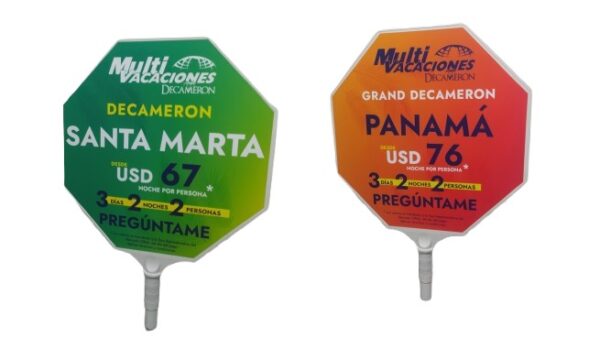 Multi
VACACIONES
DECAMERON
DECAMERON
SANTA MARTA
DESDE
USD 67
NOCHE POR PERSONA*
3 DÍAS 2 NOCHES 2 PERSONAS
PREGÚNTAME
Multi
VACACIONES
DECAMERON
GRAND DECAMERON
PANAMÁ
DESDE
USD 76
NOCHE POR PERSONA*
3 DÍAS 2 NOCHES 2 PERSONAS
PREGÚNTAME